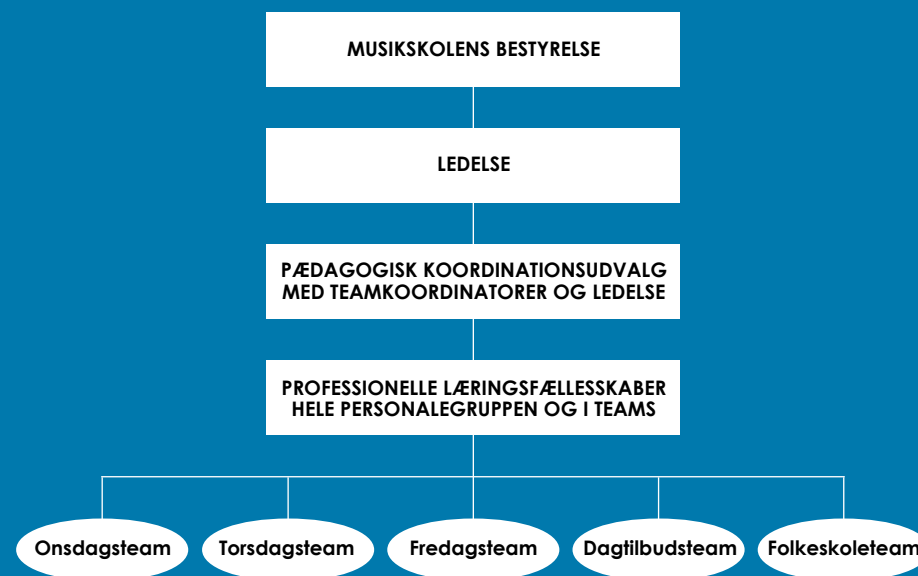 MUSIKSKOLENS BESTYRELSE
LEDELSE
PÆDAGOGISK KOORDINATIONSUDVALG
MED TEAMKOORDINATORER OG LEDELSE
PROFESSIONELLE LÆRINGSFÆLLESSKABER
HELE PERSONALEGRUPPEN OG I TEAMS
Onsdagsteam
Torsdagsteam
Fredagsteam
Dagtilbudsteam
Folkeskoleteam